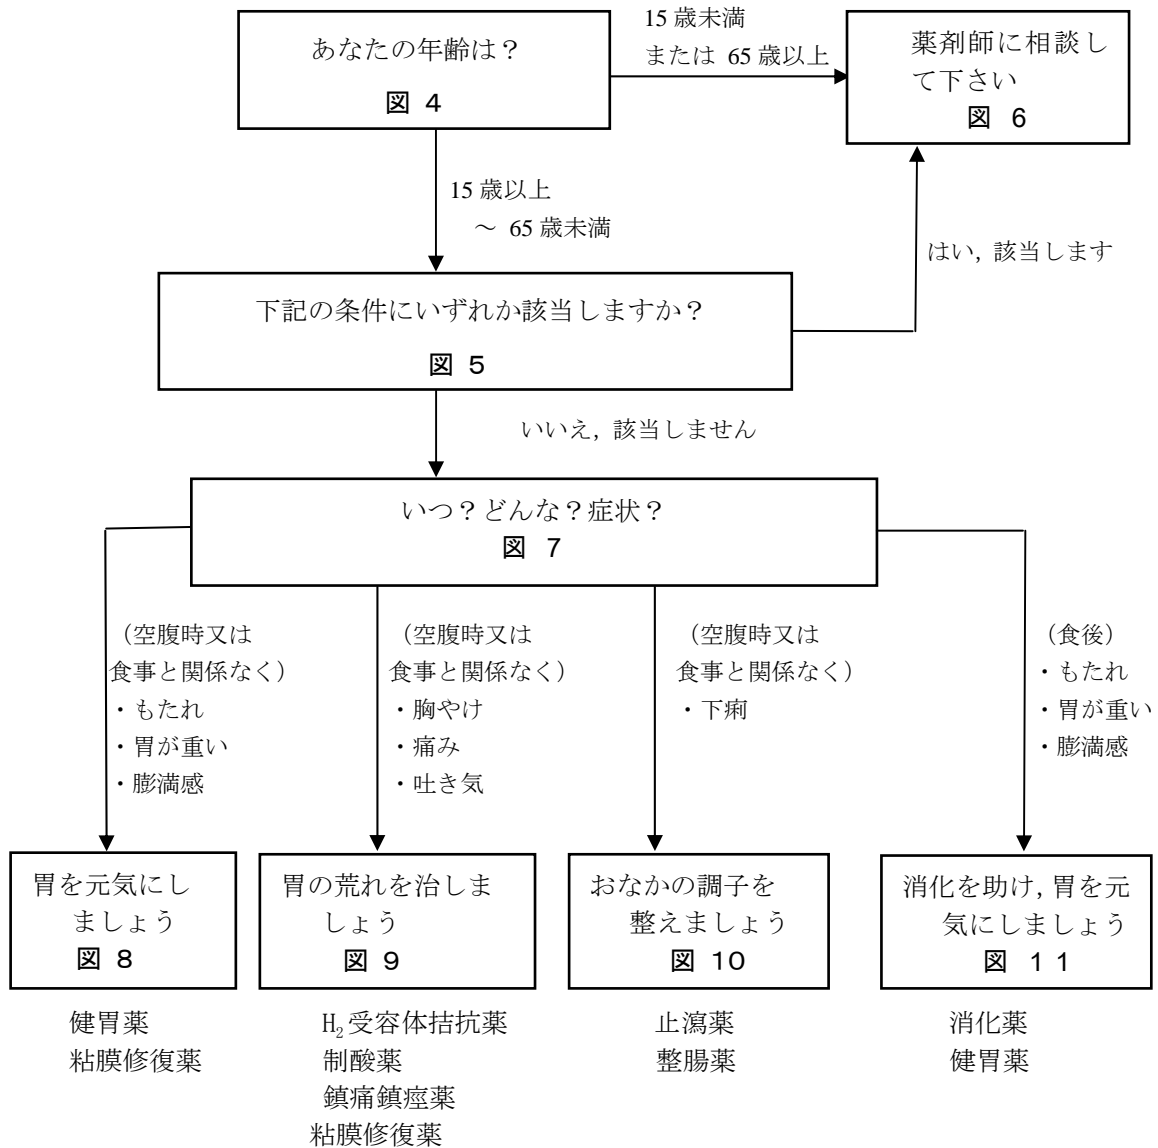 あなたの年齢は？
図 4
15 歳未満
または 65 歳以上
薬剤師に相談し
て下さい
図 6
15 歳以上
～ 65 歳未満
はい, 該当します
下記の条件にいずれか該当しますか？
図 5
いいえ, 該当しません
いつ？どんな？症状？
図 7
（空腹時又は
食事と関係なく）
・もたれ
・胃が重い
・膨満感
（空腹時又は
食事と関係なく）
・胸やけ
・痛み
・吐き気
（空腹時又は
食事と関係なく）
・下痢
（食後）
・もたれ
・胃が重い
・膨満感
胃を元気にし
ましょう
図 8
胃の荒れを治しま
しょう
図 9
おなかの調子を
整えましょう
図 10
消化を助け, 胃を元
気にしましょう
図 11
健胃薬
粘膜修復薬
H₂受容体拮抗薬
制酸薬
鎮痛鎮痙薬
粘膜修復薬
止瀉薬
整腸薬
消化薬
健胃薬